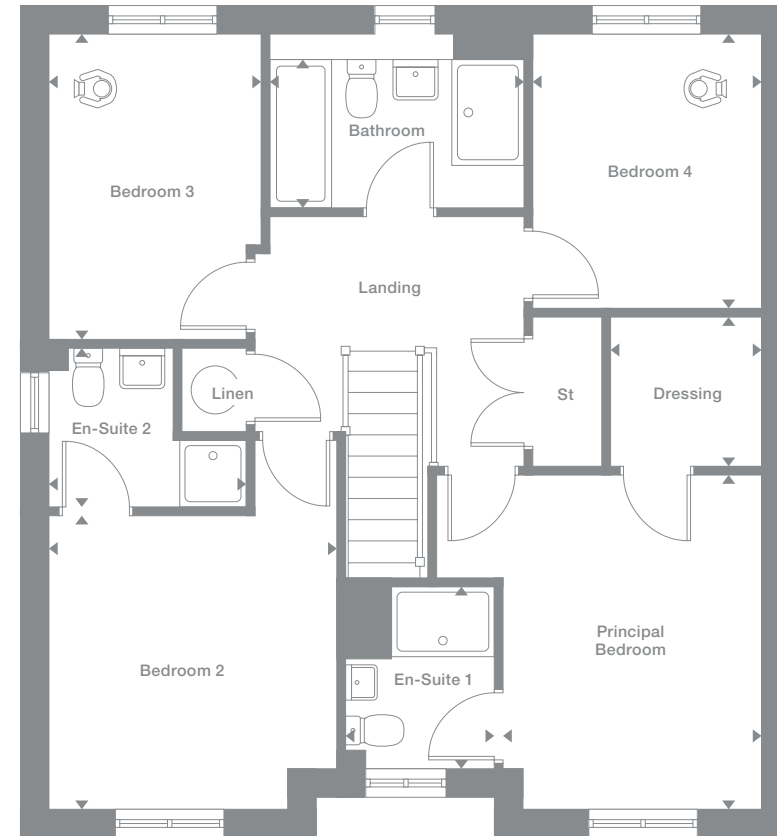 Bathroom
Bedroom 3
Bedroom 4
Landing
Linen
St
Dressing
En-Suite 2
Principal
Bedroom
Bedroom 2
En-Suite 1